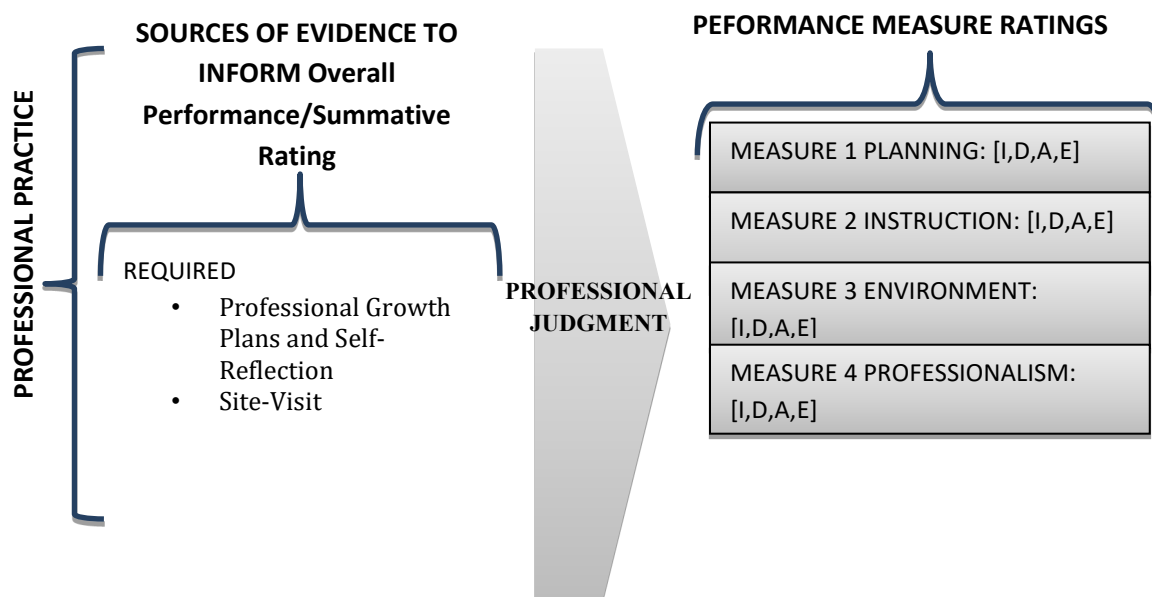 PROFESSIONAL PRACTICE
SOURCES OF EVIDENCE TO
INFORM Overall
Performance/Summative
Rating
REQUIRED
• Professional Growth
Plans and Self-
Reflection
• Site-Visit
PROFESSIONAL
JUDGMENT
PEFORMANCE MEASURE RATINGS
MEASURE 1 PLANNING: [I,D,A,E]
MEASURE 2 INSTRUCTION: [I,D,A,E]
MEASURE 3 ENVIRONMENT:
[I,D,A,E]
MEASURE 4 PROFESSIONALISM:
[I,D,A,E]